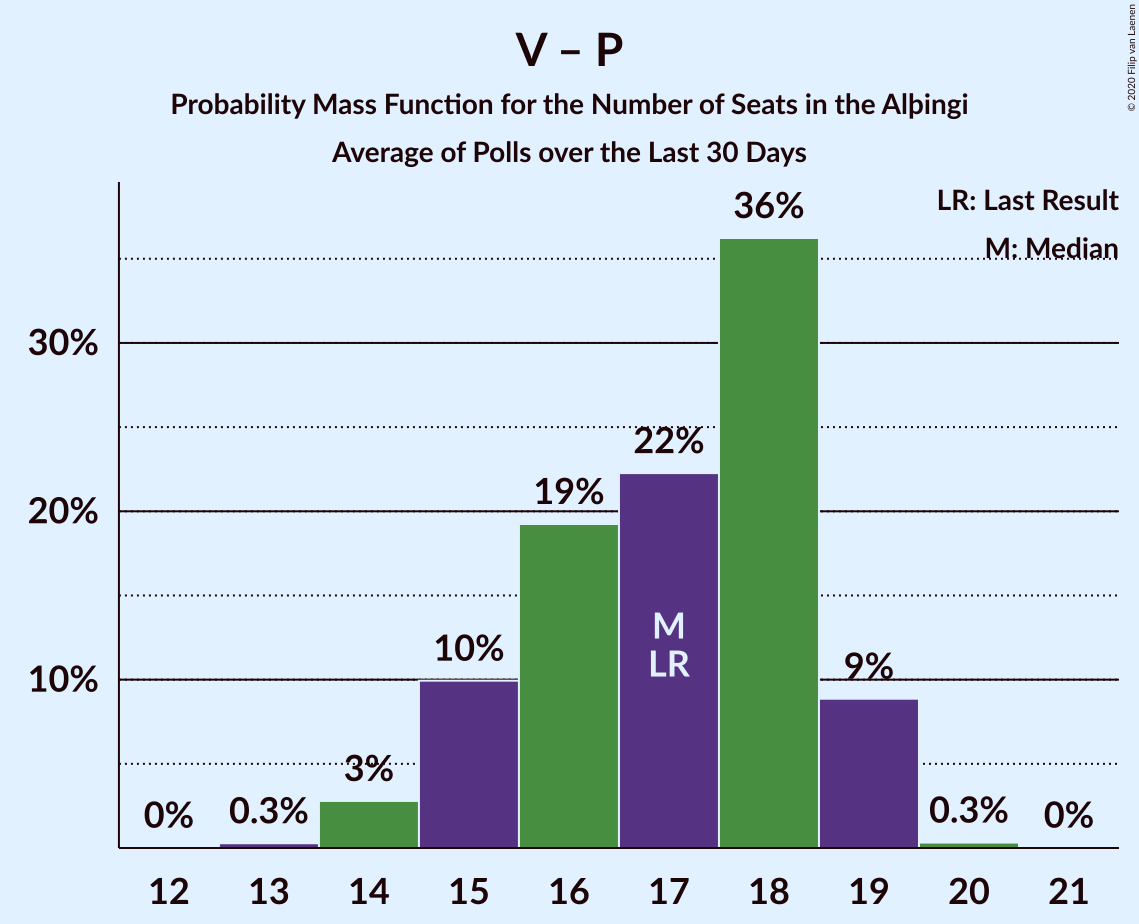 V – P
Probability Mass Function for the Number of Seats in the Alþingi
Average of Polls over the Last 30 Days
© 2020 Filip van Laenen
LR: Last Result
M: Median
36%
30%
22%
19%
20%
M
LR
10%
9%
10%
3%
0%
0.3%
0.3%
0%
12 13 14 15 16 17 18 19 20 21